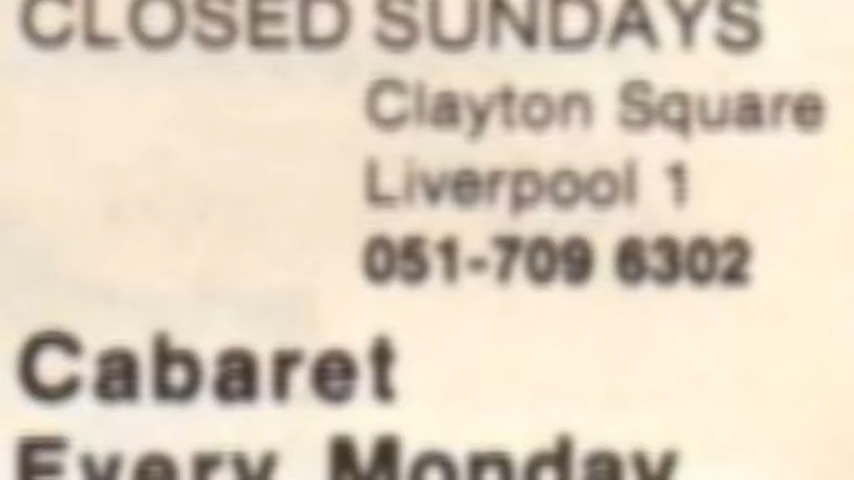 CLOSED SUNDAYS
Clayton Square
Liverpool 1
051-709 6302
Cabaret
Every Monday